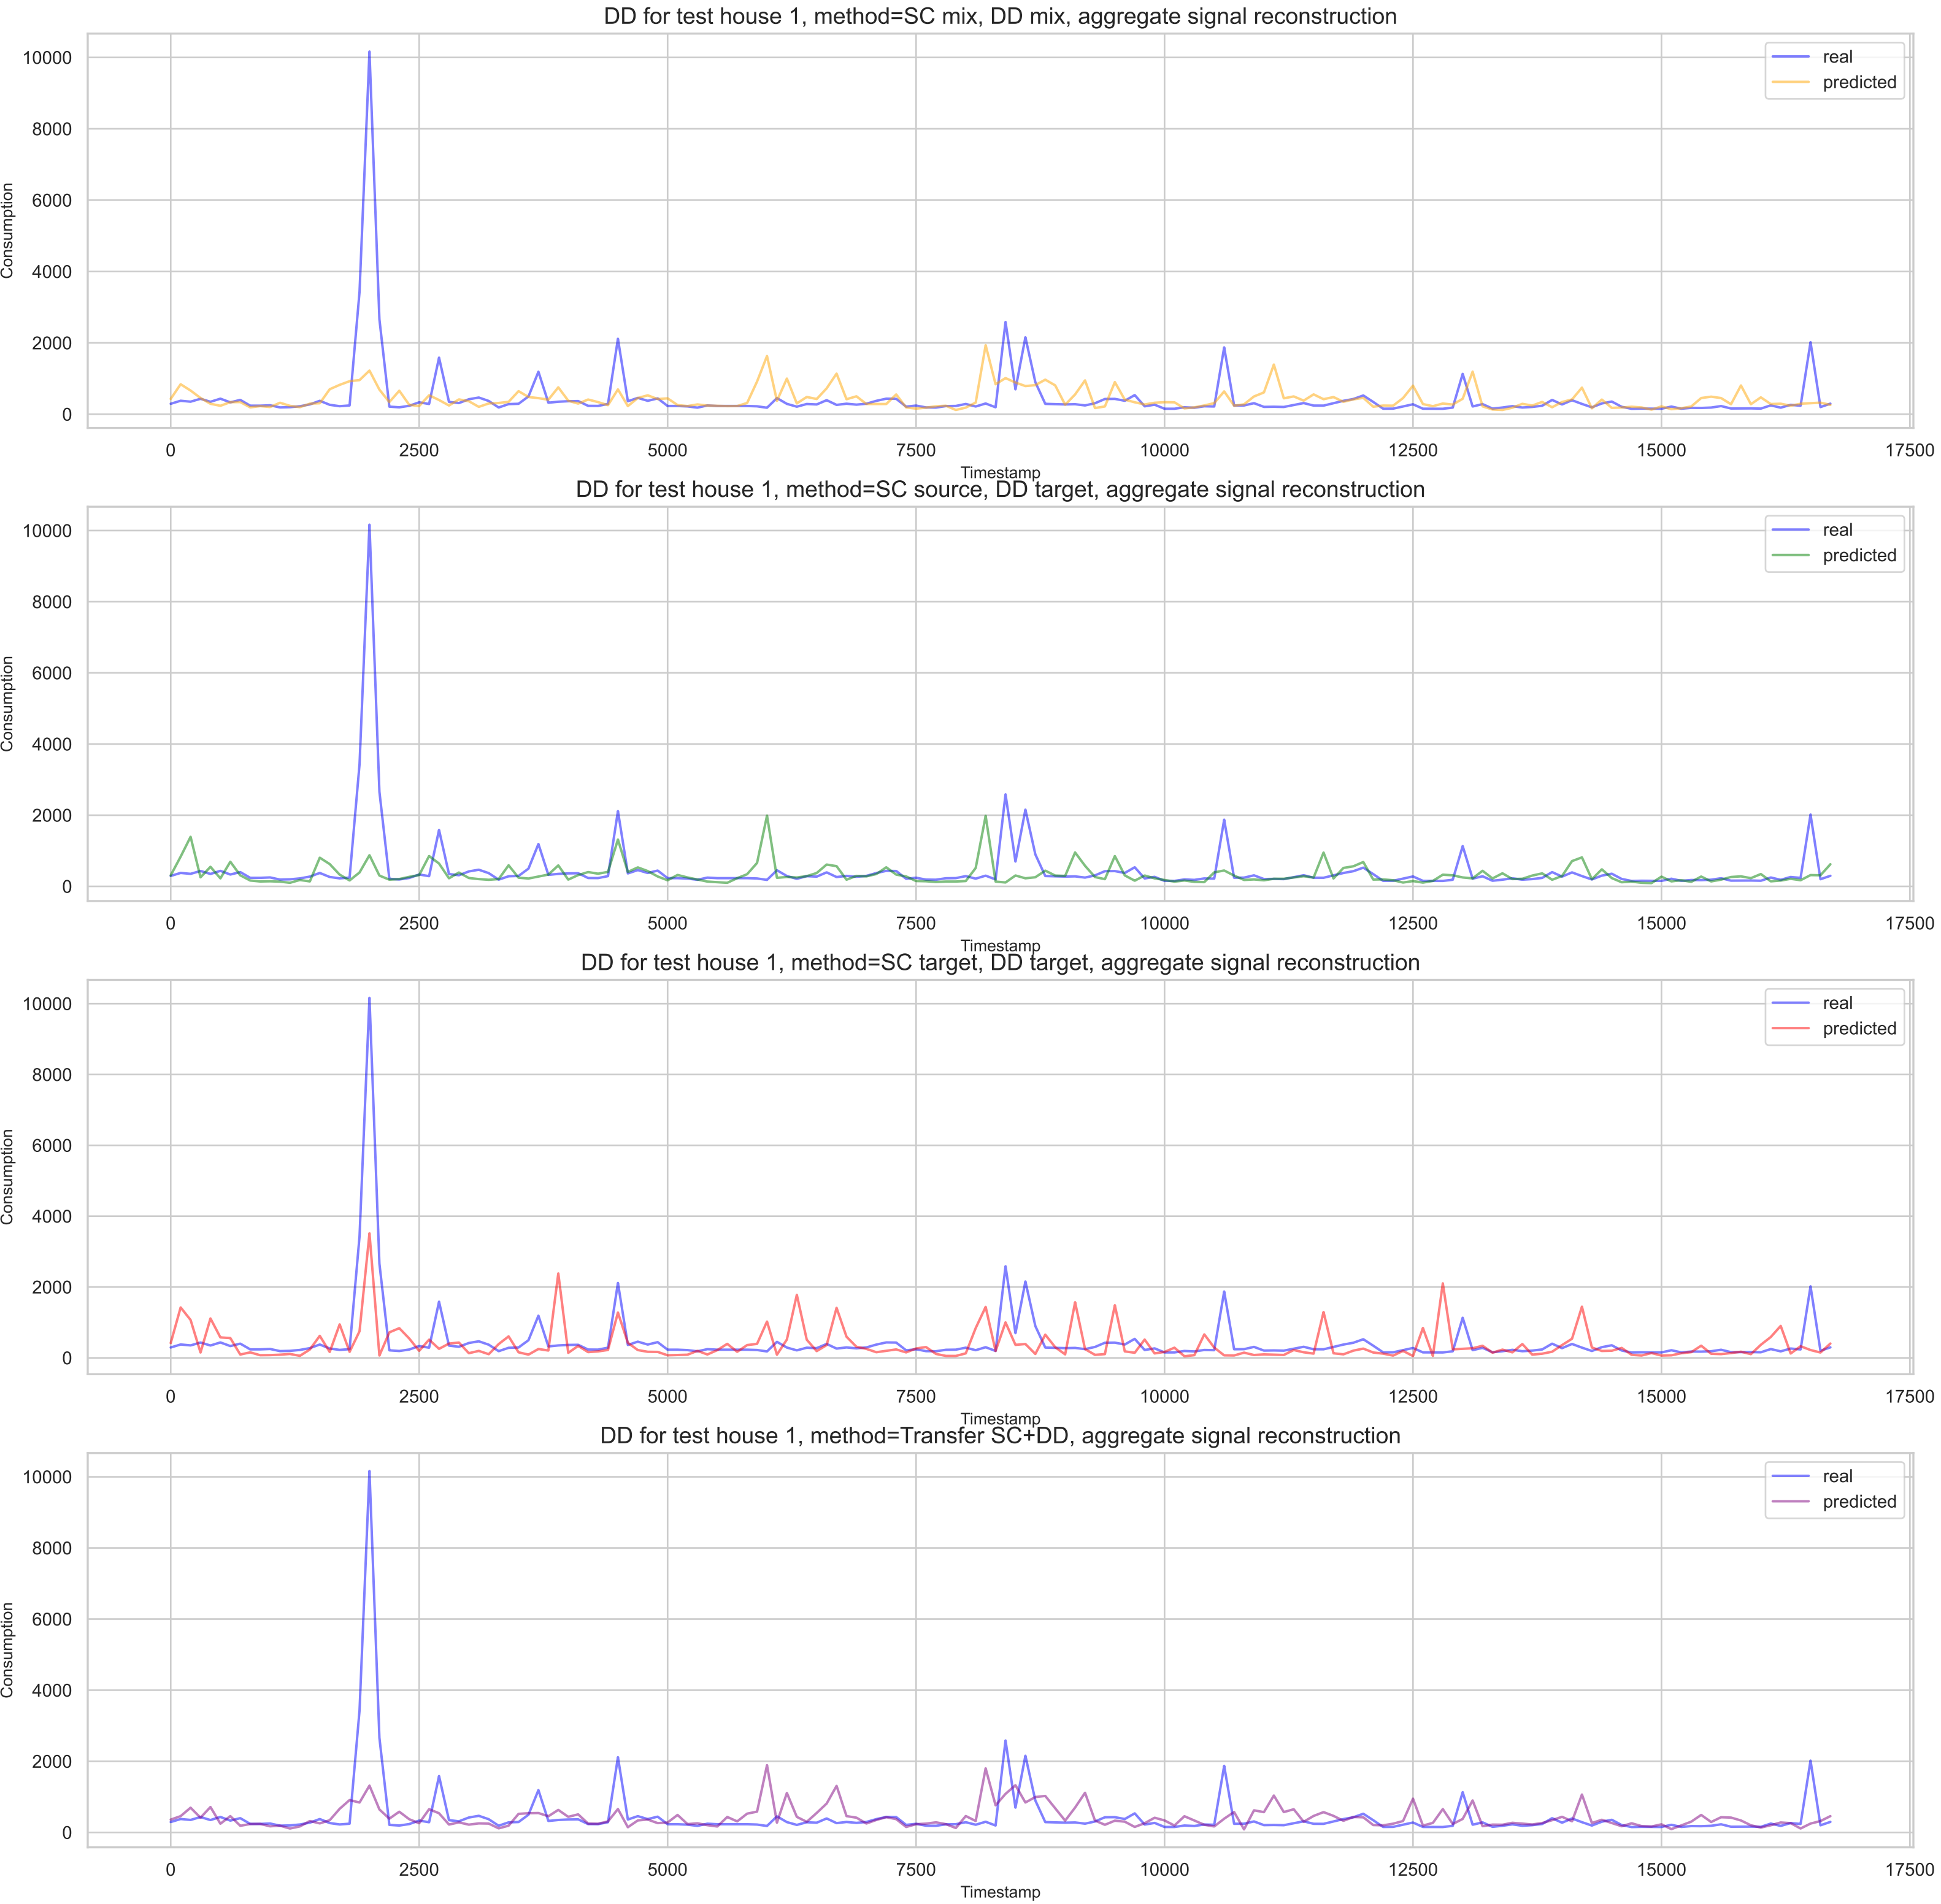 DD for test house 1, method=SC mix, DD mix, aggregate signal reconstruction
real
predicted
Consumption
10000
8000
6000
4000
2000
0
0 2500 5000 7500 10000 12500 15000 17500
Timestamp
DD for test house 1, method=SC source, DD target, aggregate signal reconstruction
real
predicted
Consumption
10000
8000
6000
4000
2000
0
0 2500 5000 7500 10000 12500 15000 17500
Timestamp
DD for test house 1, method=SC target, DD target, aggregate signal reconstruction
real
predicted
Consumption
10000
8000
6000
4000
2000
0
0 2500 5000 7500 10000 12500 15000 17500
Timestamp
DD for test house 1, method=Transfer SC+DD, aggregate signal reconstruction
real
predicted
Consumption
10000
8000
6000
4000
2000
0
0 2500 5000 7500 10000 12500 15000 17500
Timestamp